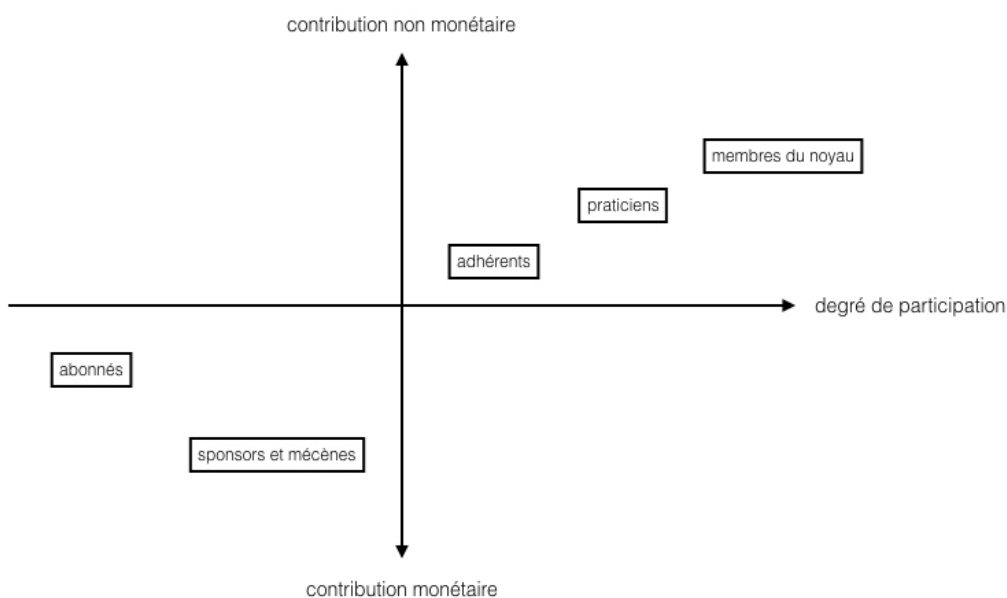 contribution non monétaire
membres du noyau
praticiens
adhérents
degré de participation
abonnés
sponsors et mécènes
contribution monétaire